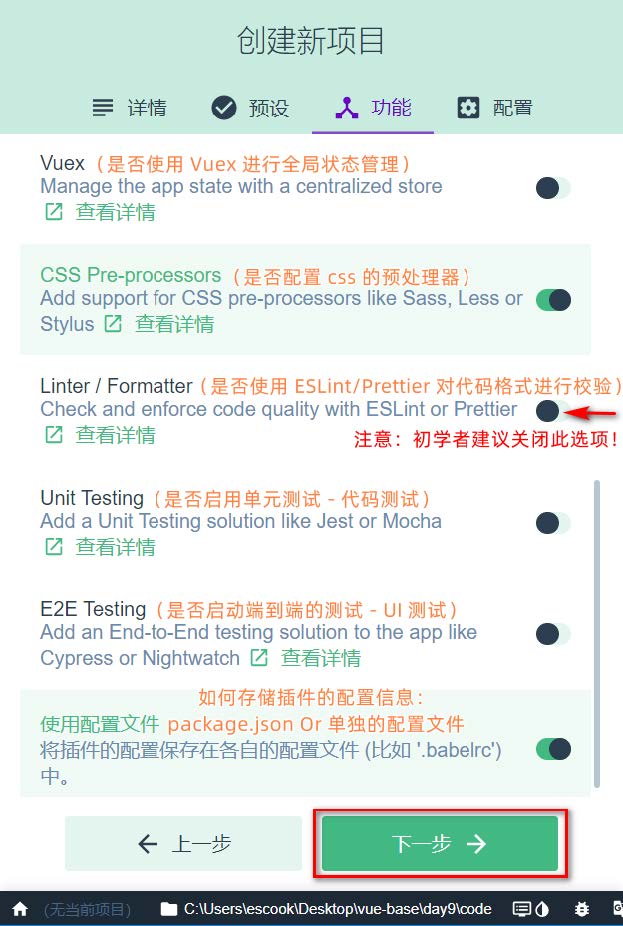 创建新项目
详情 预设 功能 配置
Vuex（是否使用 Vuex 进行全局状态管理）
Manage the app state with a centralized store
查看详情
CSS Pre-processors（是否配置 css 的预处理器）
Add support for CSS pre-processors like Sass, Less or
Stylus 查看详情
Linter / Formatter（是否使用 ESLint/Prettier 对代码格式进行校验）
Check and enforce code quality with ESLint or Prettier
查看详情
注意：初学者建议关闭此选项！
Unit Testing（是否启用单元测试 - 代码测试）
Add a Unit Testing solution like Jest or Mocha
查看详情
E2E Testing（是否启动端到端的测试 - UI 测试）
Add an End-to-End testing solution to the app like
Cypress or Nightwatch 查看详情
如何存储插件的配置信息：
使用配置文件 package.json Or 单独的配置文件
将插件的配置保存在各自的配置文件 (比如 '.babelrc')
中。
上一步 下一步
(无当前项目) C:\Users\escook\Desktop\vue-base\day9\code